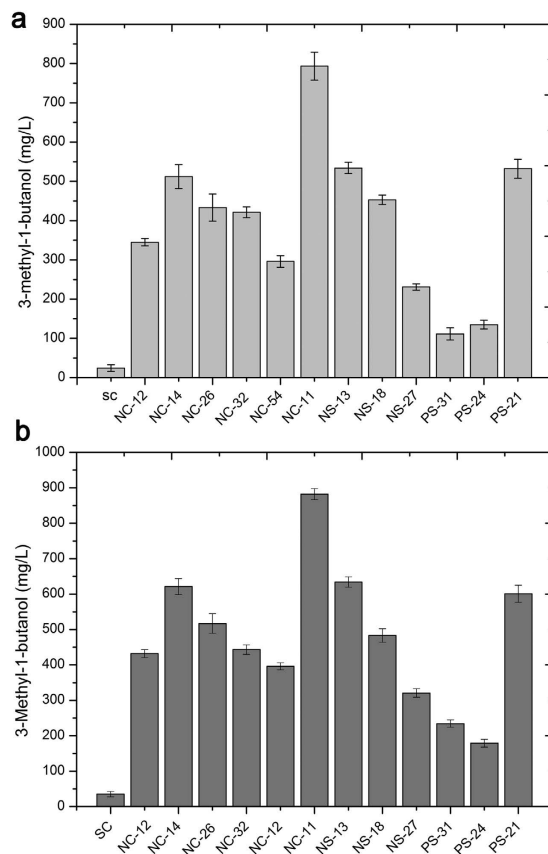 a
3-methyl-1-butanol (mg/L)
900
800
700
600
500
400
300
200
100
0
sc
NC-12
NC-14
NC-26
NC-32
NC-54
NC-11
NS-13
NS-18
NS-27
PS-31
PS-24
PS-21
b
3-Methyl-1-butanol (mg/L)
1000
900
800
700
600
500
400
300
200
100
0
SC
NC-12
NC-14
NC-26
NC-32
NC-12
NC-11
NS-13
NS-18
NS-27
PS-31
PS-24
PS-21